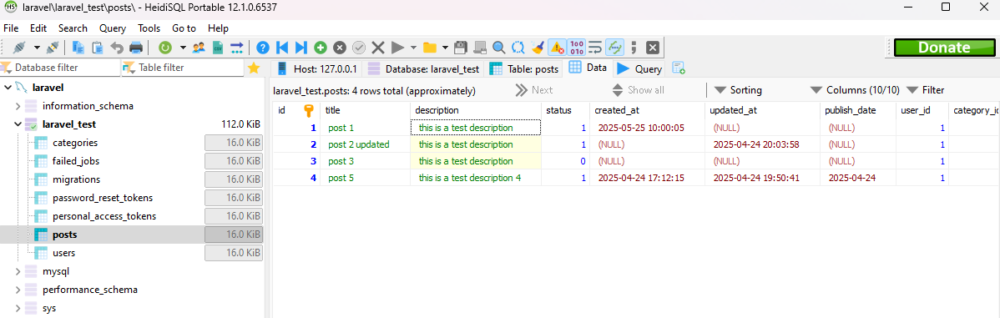 laravel\laravel_test\posts\ - HeidiSQL Portable 12.1.0.6537
File Edit Search Query Tools Go to Help
Donate
Database filter Table filter
Host: 127.0.0.1 Database: laravel_test Table: posts Data Query
laravel
information_schema
laravel_test 112.0 KiB
categories 16.0 KiB
failed_jobs 16.0 KiB
migrations 16.0 KiB
password_reset_tokens 16.0 KiB
personal_access_tokens 16.0 KiB
posts 16.0 KiB
users 16.0 KiB
mysql
performance_schema
sys
laravel_test.posts: 4 rows total (approximately) Next Show all Sorting Columns (10/10) Filter
id title description status created_at updated_at publish_date user_id category_id
1 post 1 this is a test description 1 2025-05-25 10:00:05 (NULL) (NULL) 1
2 post 2 updated this is a test description 1 (NULL) 2025-04-24 20:03:58 (NULL) 1
3 post 3 this is a test description 0 (NULL) (NULL) (NULL) 1
4 post 5 this is a test description 4 1 2025-04-24 17:12:15 2025-04-24 19:50:41 2025-04-24 1